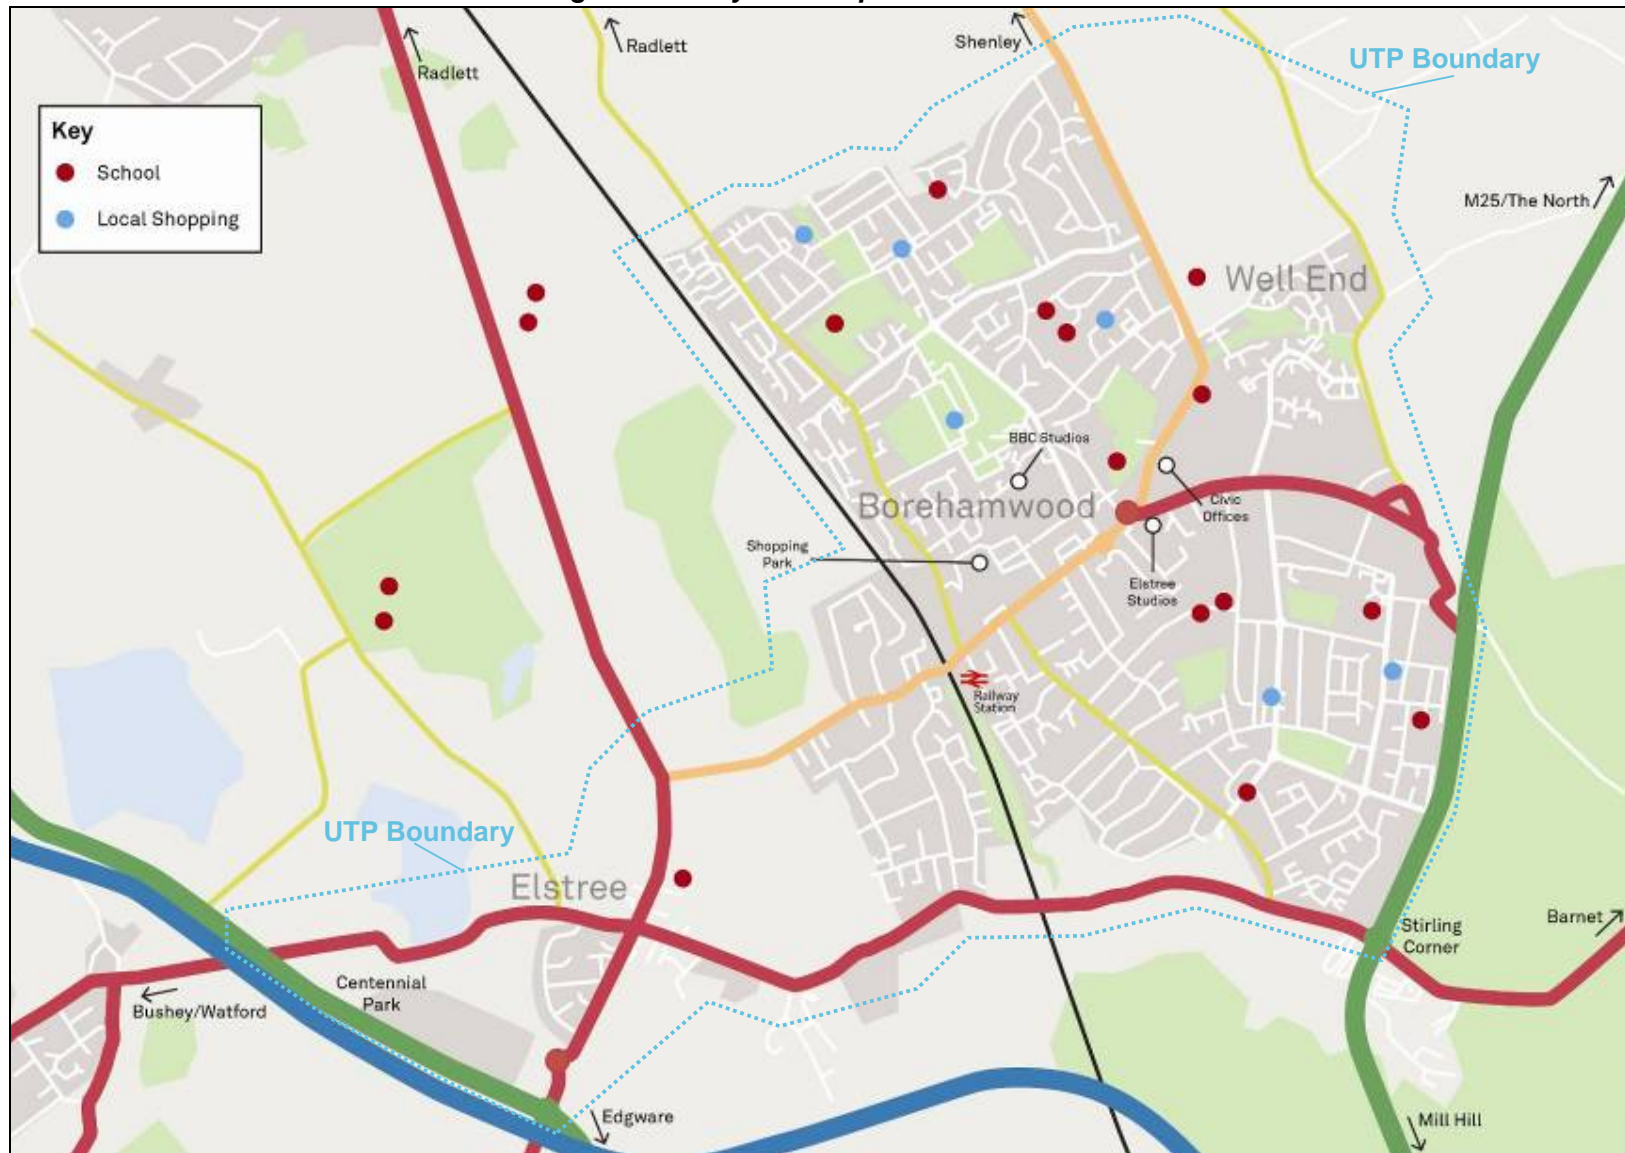 Radlett
Radlett
Shenley
UTP Boundary
Key
School
Local Shopping
M25/The North
Well End
BBC Studios
Borehamwood
Civic
Offices
Shopping
Park
Elstree
Studios
Railway
Station
UTP Boundary
Elstree
Stirling
Corner
Barnet
Centennial
Park
Bushey/Watford
Edgware
Mill Hill